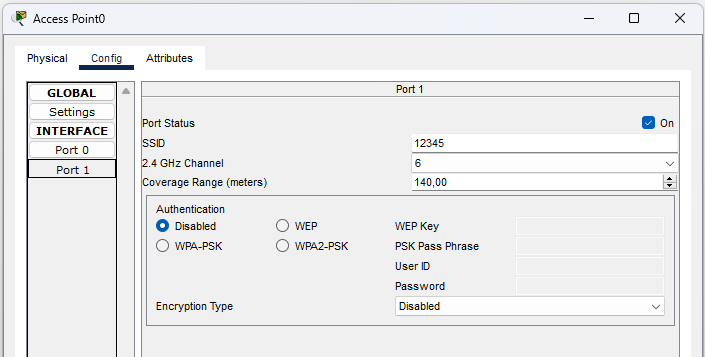 Access Point0
Physical Config Attributes
GLOBAL
Settings
INTERFACE
Port 0
Port 1
Port 1
Port Status On
SSID 12345
2.4 GHz Channel 6
Coverage Range (meters) 140,00
Authentication
Disabled WEP WEP Key
WPA-PSK WPA2-PSK PSK Pass Phrase
User ID
Password
Encryption Type Disabled